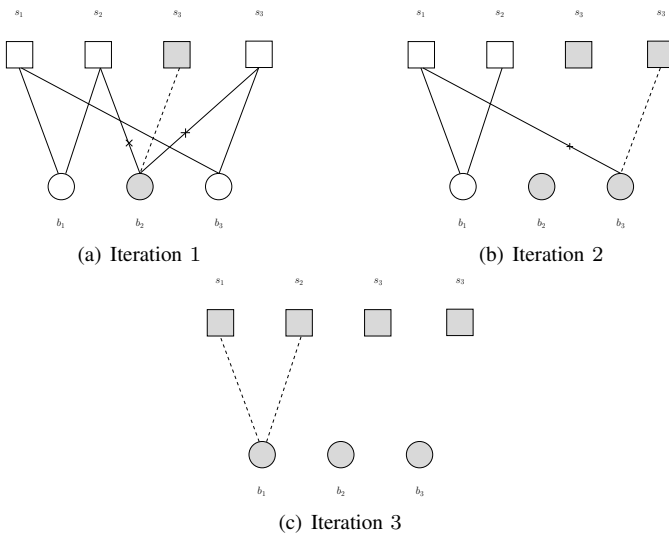 s₁ s₂ s₃ s₃ s₁ s₂ s₃ s₃
b₁ b₂ b₃ b₁ b₂ b₃
(a) Iteration 1 (b) Iteration 2
s₁ s₂ s₃ s₃
b₁ b₂ b₃
(c) Iteration 3